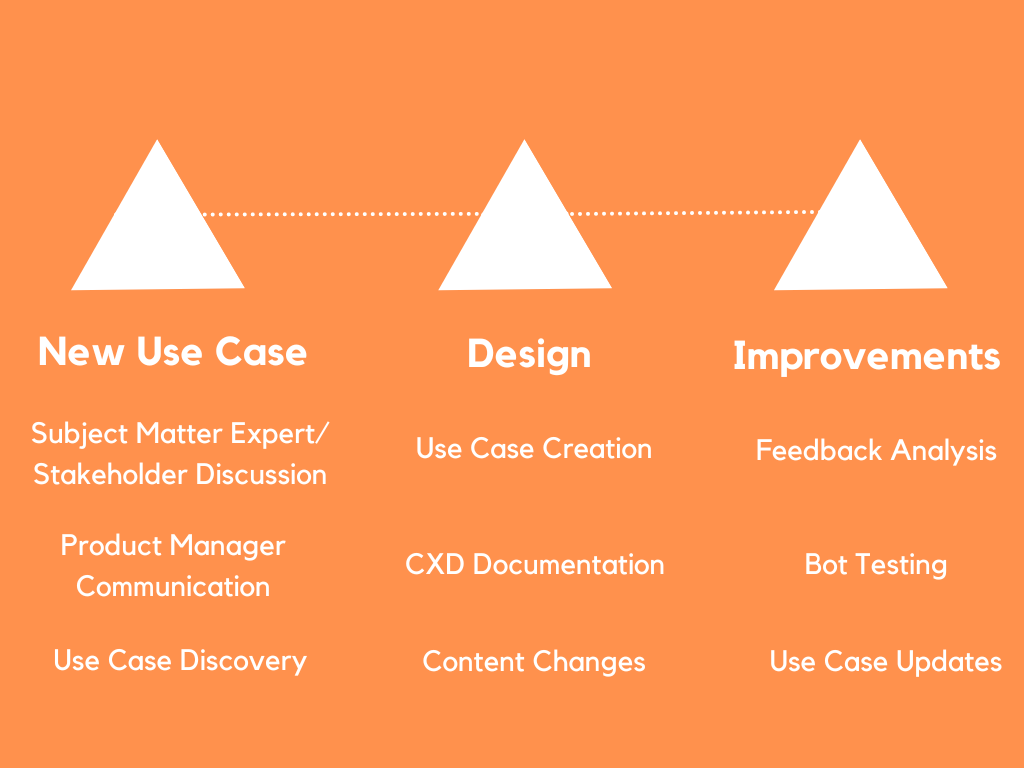 New Use Case
Subject Matter Expert/
Stakeholder Discussion
Product Manager
Communication
Use Case Discovery
Design
Use Case Creation
CXD Documentation
Content Changes
Improvements
Feedback Analysis
Bot Testing
Use Case Updates